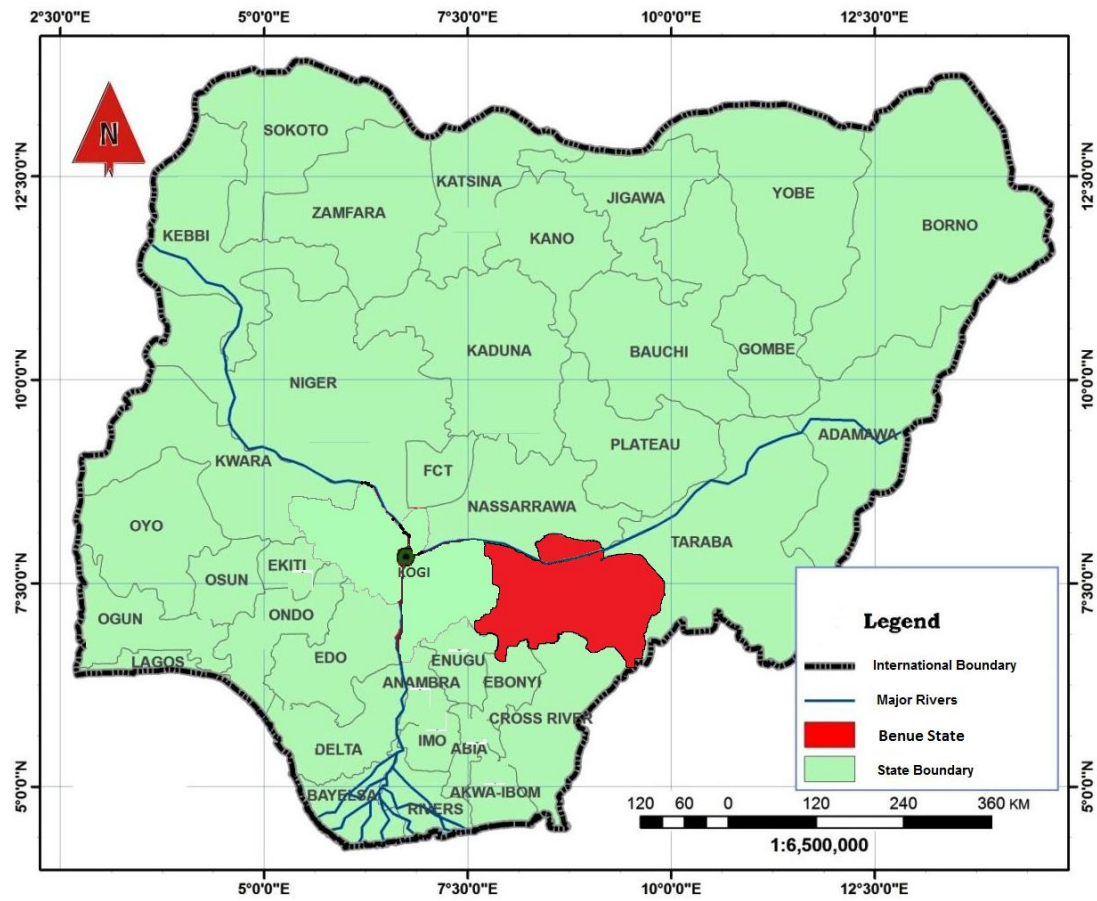 2°30'0"E 5°0'0"E 7°30'0"E 10°0'0"E 12°30'0"E
N
12°30'0"N
12°30'0"N
10°0'0"N
10°0'0"N
7°30'0"N
7°30'0"N
5°0'0"N
5°0'0"N
SOKOTO
KATSINA
ZAMFARA
JIGAWA
YOBE
KEBBI
KANO
BORNO
KADUNA
BAUCHI
GOMBE
NIGER
PLATEAU
ADAMAWA
KWARA
FCT
NASSARRAWA
OYO
TARABA
EKITI
KOGI
OSUN
OGUN
ONDO
LAGOS
EDO
ENUGU
ANAMBRA
EBONYI
CROSS RIVER
DELTA
IMO
ABIA
BAYELSA
AKWA-IBOM
RIVERS
Legend
International Boundary
Major Rivers
Benue State
State Boundary
120 60 0 120 240 360 KM
1:6,500,000
5°0'0"E 7°30'0"E 10°0'0"E 12°30'0"E